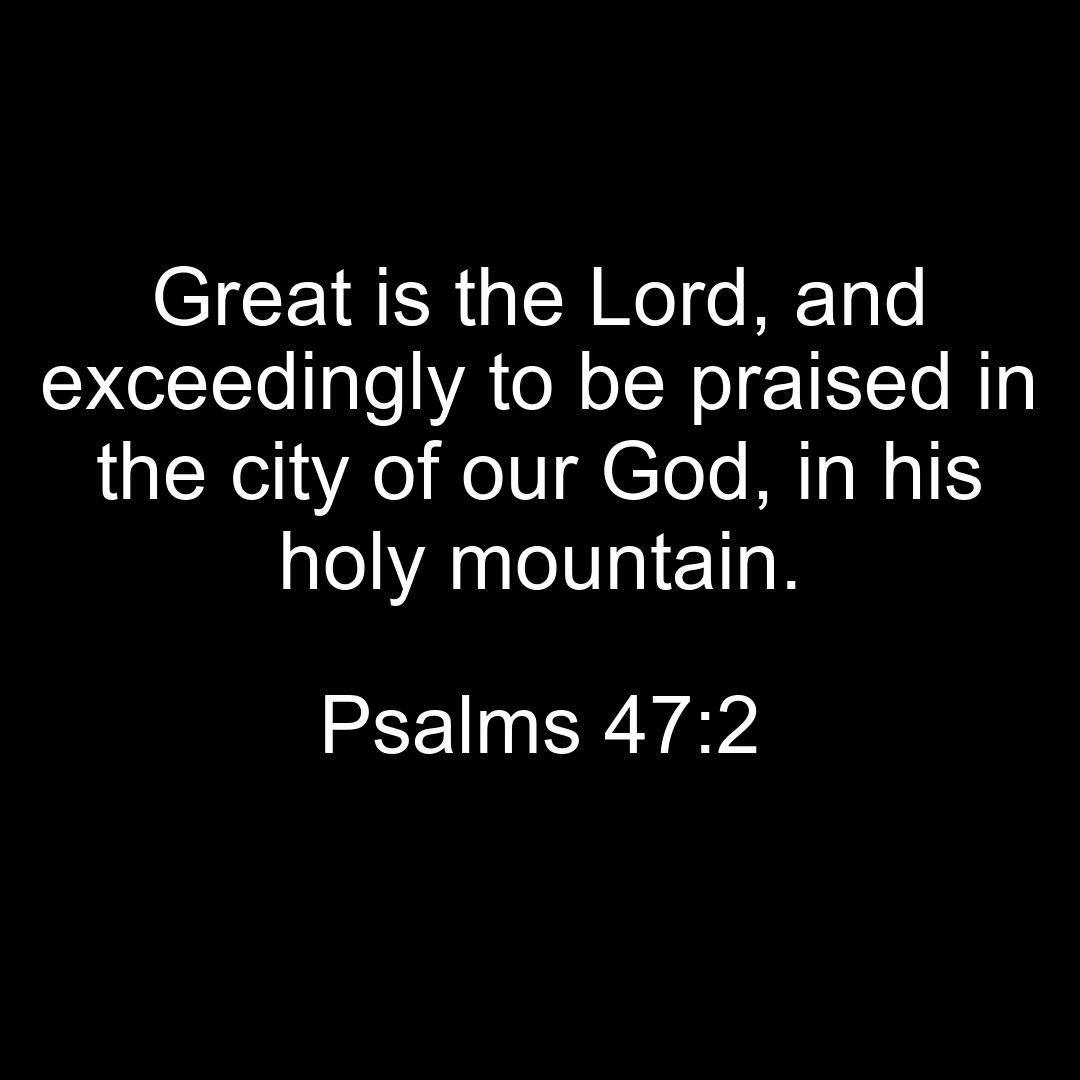 Great is the Lord, and
exceedingly to be praised in
the city of our God, in his
holy mountain.
Psalms 47:2